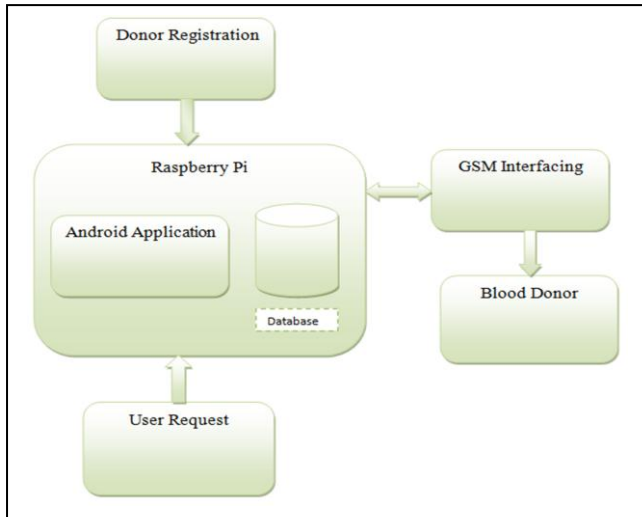 Donor Registration
Raspberry Pi
Android Application
Database
GSM Interfacing
Blood Donor
User Request